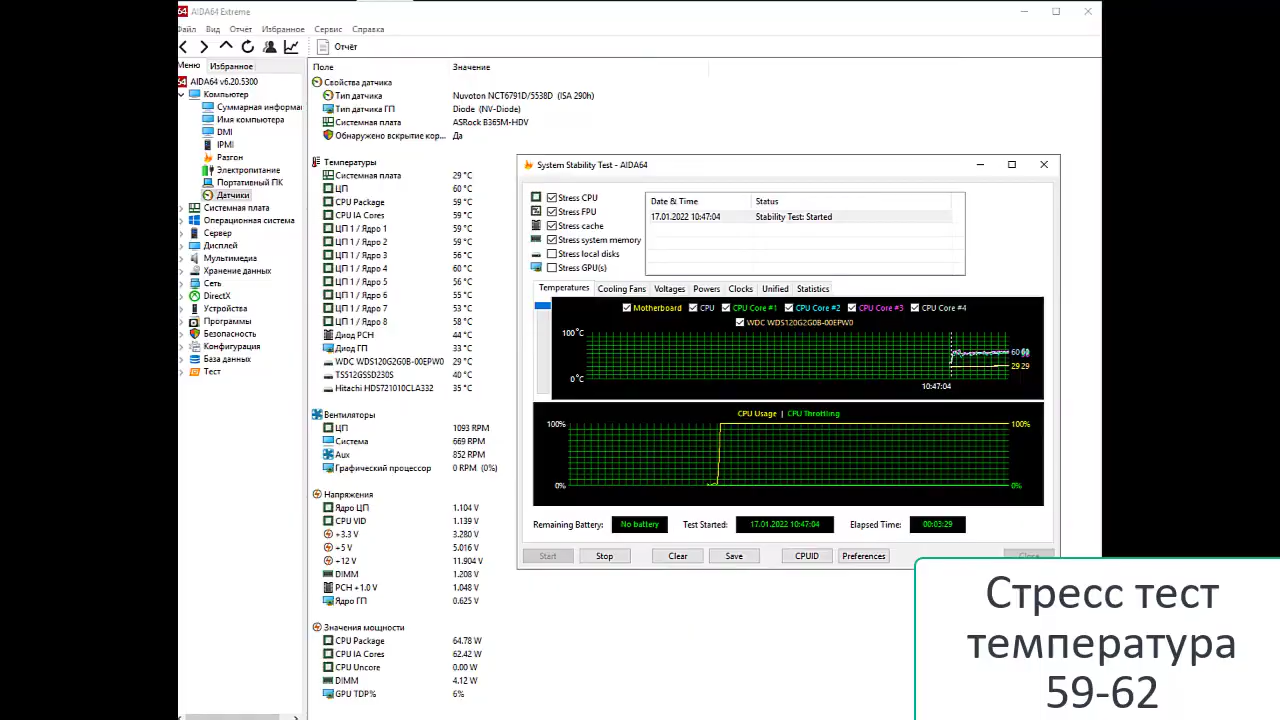 64 AIDA64 Extreme
Файл Вид Отчёт Избранное Сервис Справка
Отчёт
Меню Избранное
64 AIDA64 v6.20.5300
Компьютер
Суммарная информа
Имя компьютера
DMI
IPMI
Разгон
Электропитание
Портативный ПК
Датчики
Системная плата
Операционная система
Сервер
Дисплей
Мультимедиа
Хранение данных
Сеть
DirectX
Устройства
Программы
Безопасность
Конфигурация
База данных
Тест
Поле Значение
Свойства датчика
Тип датчика Nuvoton NCT6791D/5538D (ISA 290h)
Тип датчика ГП Diode (NV-Diode)
Системная плата ASRock B365M-HDV
Обнаружено вскрытие кор... Да
Температуры
Системная плата 29 °C
ЦП 60 °C
CPU Package 59 °C
CPU IA Cores 59 °C
ЦП 1 / Ядро 1 59 °C
ЦП 1 / Ядро 2 59 °C
ЦП 1 / Ядро 3 56 °C
ЦП 1 / Ядро 4 60 °C
ЦП 1 / Ядро 5 56 °C
ЦП 1 / Ядро 6 55 °C
ЦП 1 / Ядро 7 53 °C
ЦП 1 / Ядро 8 58 °C
Диод PCH 44 °C
Диод ГП 33 °C
WDC WDS120G2G0B-00EPW0 29 °C
TS512GSSD230S 40 °C
Hitachi HDS721010CLA332 35 °C
Вентиляторы
ЦП 1093 RPM
Система 669 RPM
Aux 852 RPM
Графический процессор 0 RPM (0%)
Напряжения
Ядро ЦП 1.104 V
CPU VID 1.139 V
+3.3 V 3.280 V
+5 V 5.016 V
+12 V 11.904 V
DIMM 1.208 V
PCH +1.0 V 1.048 V
Ядро ГП 0.625 V
Значения мощности
CPU Package 64.78 W
CPU IA Cores 62.42 W
CPU Uncore 0.00 W
DIMM 4.12 W
GPU TDP% 6%
System Stability Test - AIDA64
Stress CPU
Stress FPU
Stress cache
Stress system memory
Stress local disks
Stress GPU(s)
Date & Time Status
17.01.2022 10:47:04 Stability Test: Started
Temperatures Cooling Fans Voltages Powers Clocks Unified Statistics
Motherboard CPU CPU Core #1 CPU Core #2 CPU Core #3 CPU Core #4
WDC WDS120G2G0B-00EPW0
100°C
60
29 29
0°C
10:47:04
CPU Usage | CPU Throttling
100% 100%
0% 0%
Remaining Battery: No battery Test Started: 17.01.2022 10:47:04 Elapsed Time: 00:03:29
Start Stop Clear Save CPUID Preferences Close
Стресс тест
температура
59-62